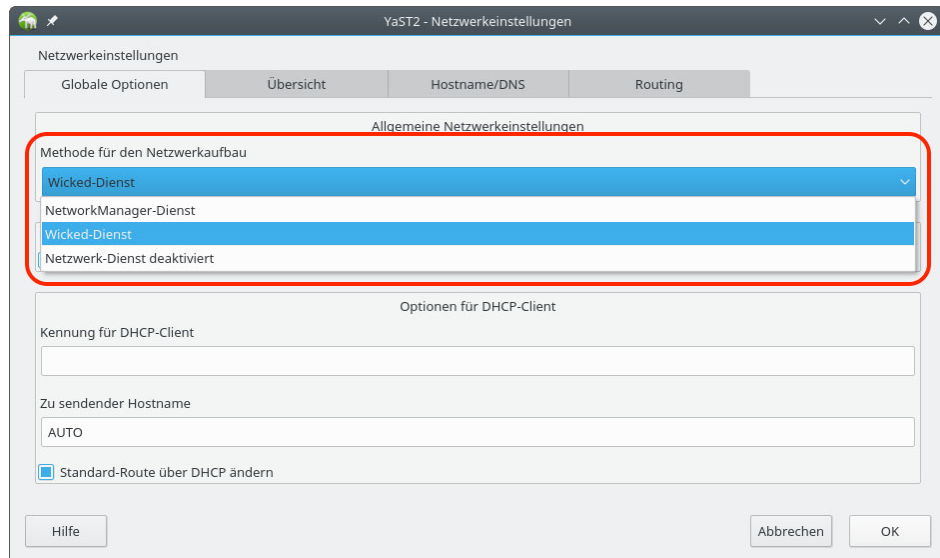 YaST2 - Netzwerkeinstellungen
Netzwerkeinstellungen
Globale Optionen
Übersicht
Hostname/DNS
Routing
Allgemeine Netzwerkeinstellungen
Methode für den Netzwerkaufbau
Wicked-Dienst
NetworkManager-Dienst
Wicked-Dienst
Netzwerk-Dienst deaktiviert
Optionen für DHCP-Client
Kennung für DHCP-Client
Zu sendender Hostname
AUTO
Standard-Route über DHCP ändern
Hilfe
Abbrechen
OK